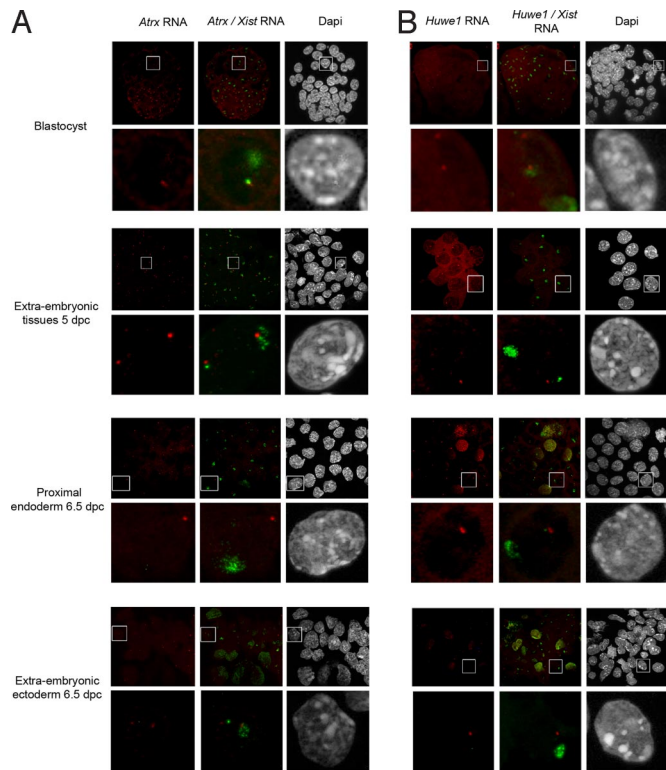 A
Atrx RNA
Atrx / Xist RNA
Dapi
B
Huwe1 RNA
Huwe1 / Xist
RNA
Dapi
Blastocyst
Extra-embryonic
tissues 5 dpc
Proximal
endoderm 6.5 dpc
Extra-embryonic
ectoderm 6.5 dpc